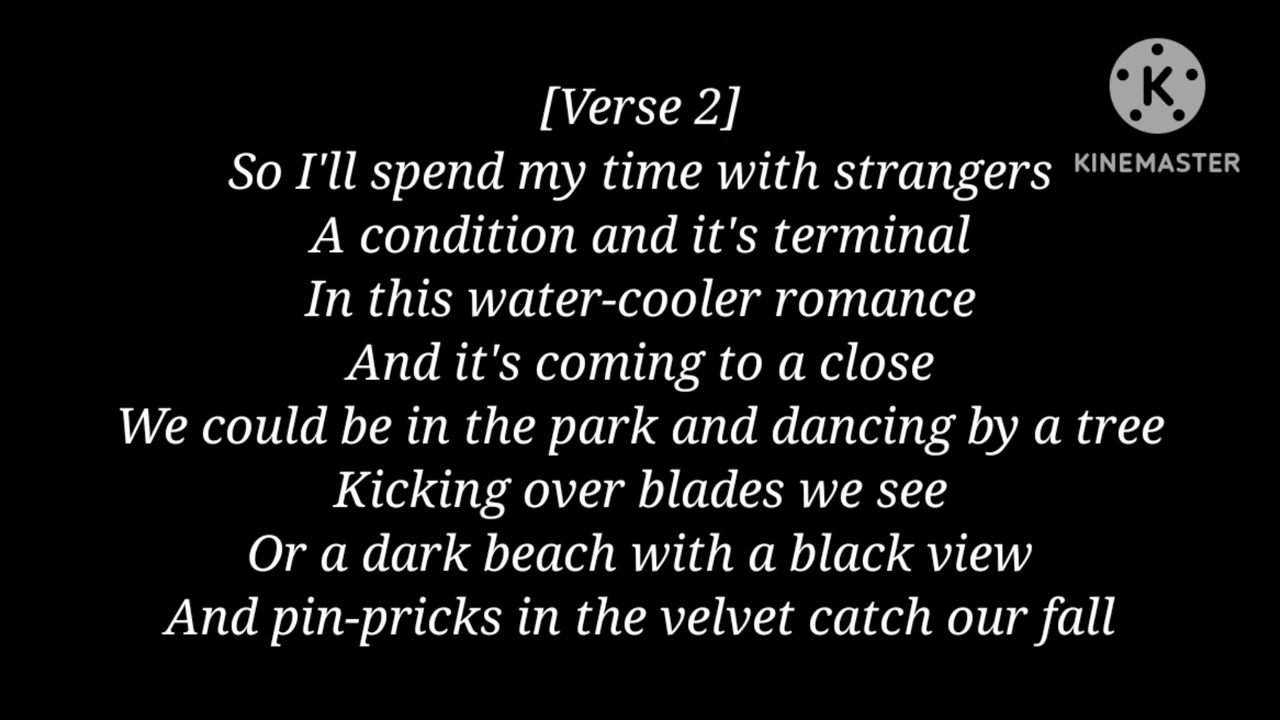 [Verse 2]
So I'll spend my time with strangers
A condition and it's terminal
In this water-cooler romance
And it's coming to a close
We could be in the park and dancing by a tree
Kicking over blades we see
Or a dark beach with a black view
And pin-pricks in the velvet catch our fall
K
KINEMASTER